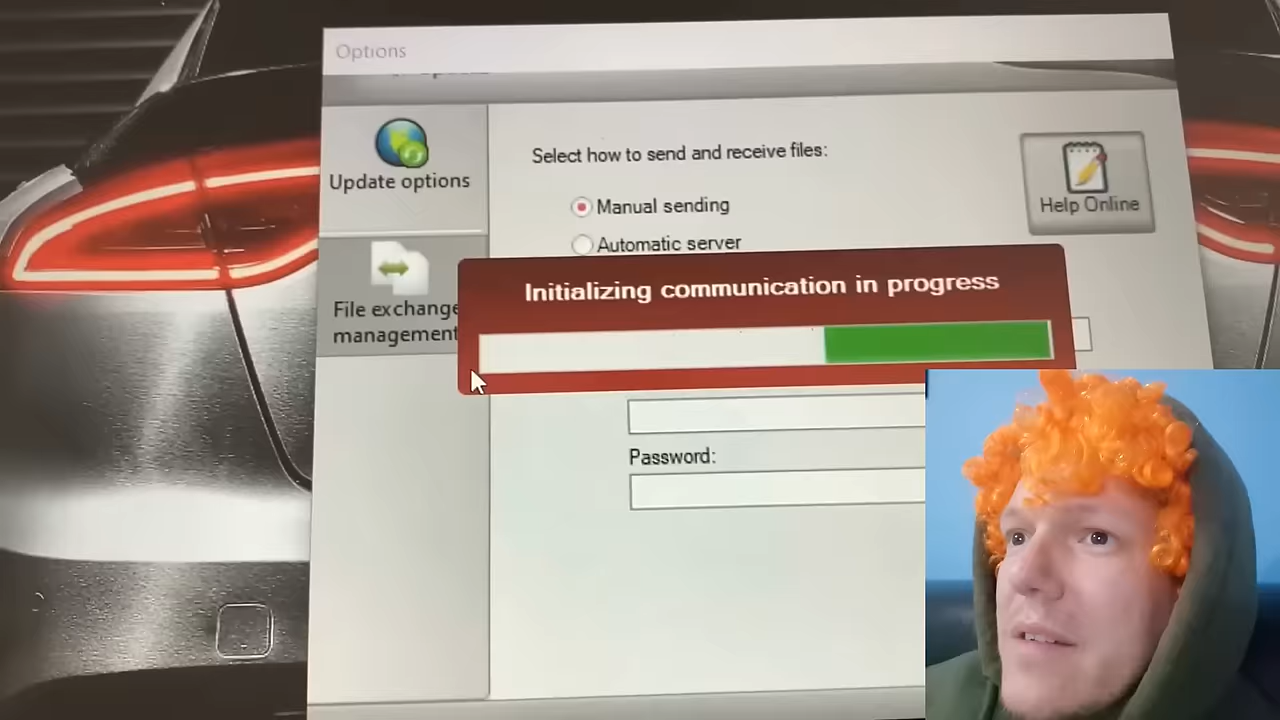 Options
Update options
Select how to send and receive files:
Manual sending
Help Online
Automatic server
Initializing communication in progress
File exchange
management
Password: